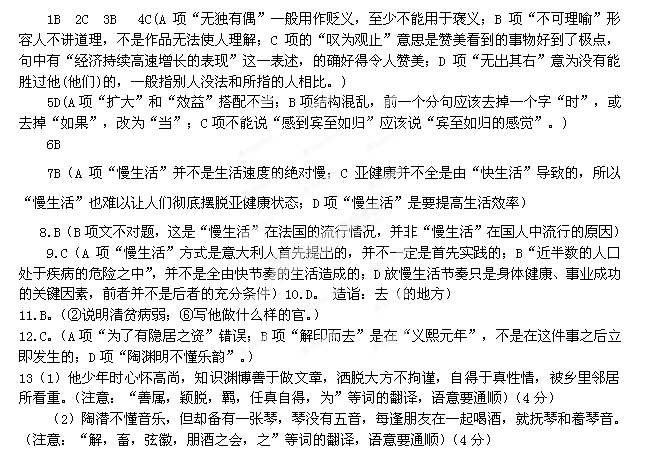 1B 2C 3B 4C(A 项“无独有偶”一般用作贬义，至少不能用于褒义；B 项“不可理喻”形
容人不讲道理，不是作品无法使人理解；C 项的“叹为观止”意思是赞美看到的事物好到了极点，
句中有“经济持续高速增长的表现”这一表述，的确好得令人赞美；D 项“无出其右”意为没有能
胜过他(他们)的，一般指别人没法和所指的人相比。)
5D(A 项“扩大”和“效益”搭配不当；B 项结构混乱，前一个分句应该去掉一个字“时”，或
去掉“如果”，改为“当”；C 项不能说“感到宾至如归”应该说“宾至如归的感觉”。)
6B
7B（A 项“慢生活”并不是生活速度的绝对慢；C 亚健康并不全是由“快生活”导致的，所以
“慢生活”也难以让人们彻底摆脱亚健康状态；D 项“慢生活”是要提高生活效率）
8.B（B 项文不对题，这是“慢生活”在法国的流行情况，并非“慢生活”在国人中流行的原因）
9.C（A 项“慢生活”方式是意大利人首先提出的，并不一定是首先实践的；B“近半数的人口
处于疾病的危险之中”，并不是全由快节奏的生活造成的；D 放慢生活节奏只是身体健康、事业成功
的关键因素，前者并不是后者的充分条件）10.D。 造诣：去（的地方）
11.B。（②说明清贫病弱；⑥写他做什么样的官。）
12.C。（A 项“为了有隐居之资”错误；B 项“解印而去”是在“义熙元年”，不是在这件事之后立
即发生的；D 项“陶渊明不懂乐韵”。）
13（1）他少年时心怀高尚，知识渊博善于做文章，洒脱大方不拘谨，自得于真性情，被乡里邻居
所看重。（注意：“善属，颖脱，羁，任真自得，为”等词的翻译，语意要通顺）（4 分）
（2）陶潜不懂音乐，但却备有一张琴，琴没有五音，每逢朋友在一起喝酒，就抚琴和着琴音。
（注意：“解，畜，弦徽，朋酒之会，之”等词的翻译，语意要通顺）（4 分）